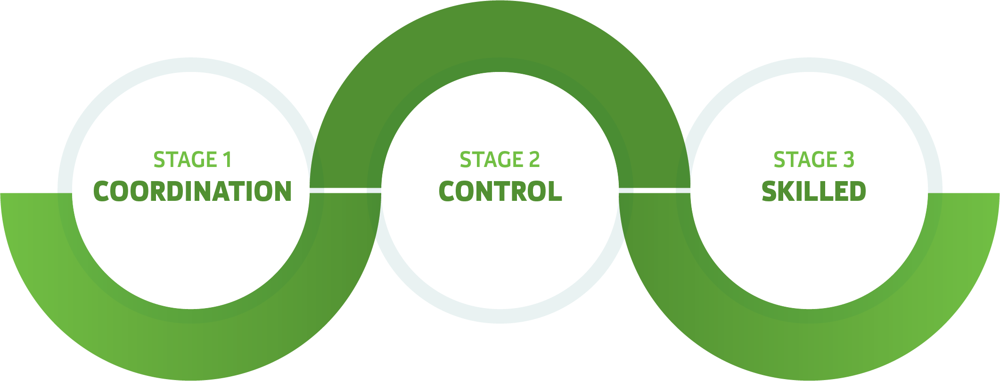 STAGE 1
COORDINATION
STAGE 2
CONTROL
STAGE 3
SKILLED